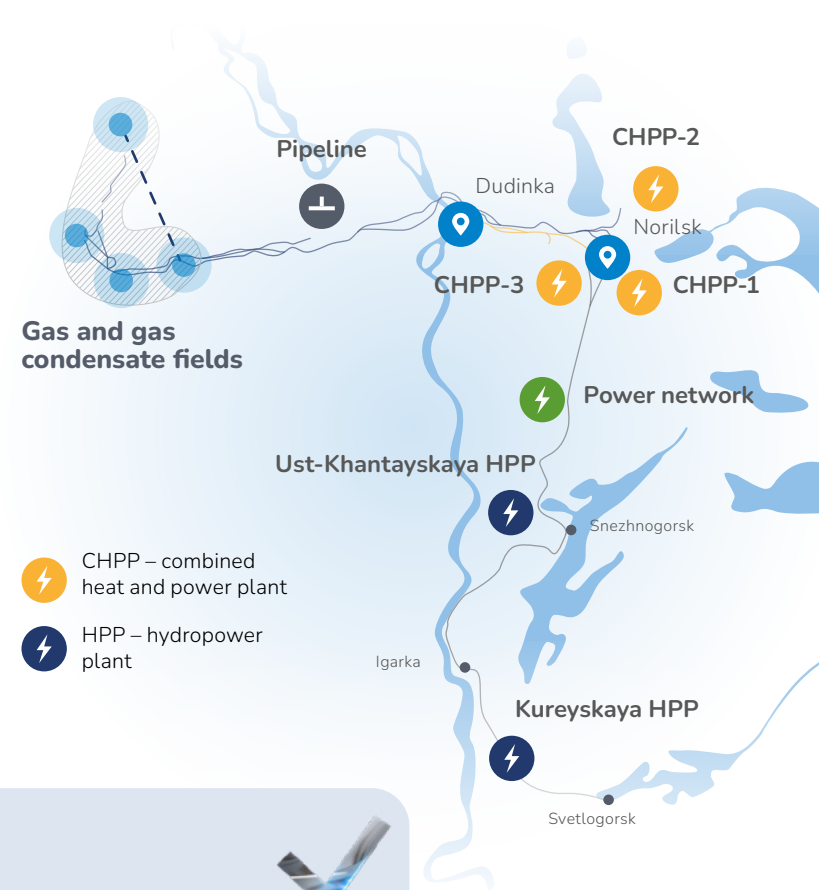 CHPP-2
Pipeline
Dudinka
Norilsk
CHPP-3
CHPP-1
Gas and gas
condensate fields
Power network
Ust-Khantayskaya HPP
Snezhnogorsk
CHPP – combined
heat and power plant
HPP – hydropower
plant
Igarka
Kureyskaya HPP
Svetlogorsk